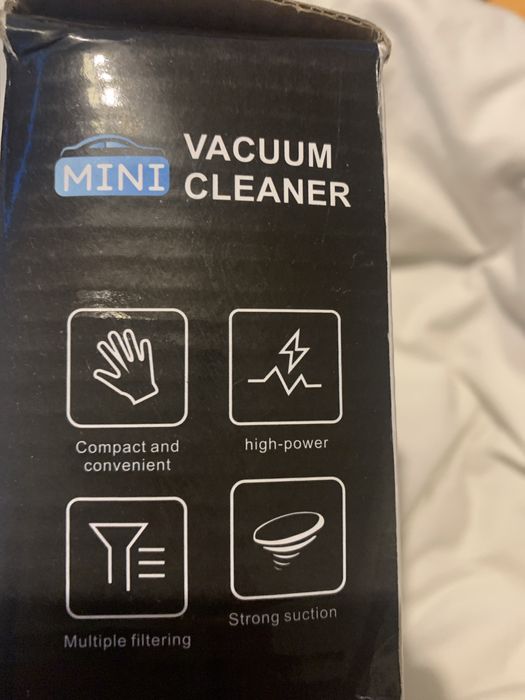 MINI
VACUUM
CLEANER
Compact and
convenient
high-power
Multiple filtering
Strong suction